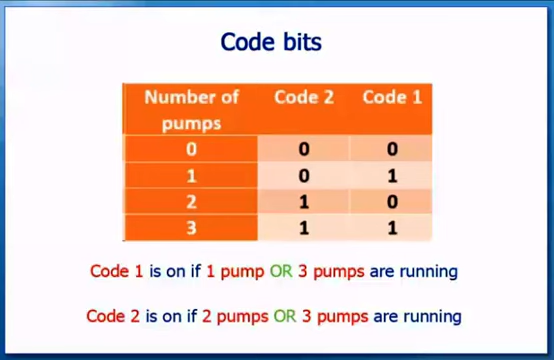 Code bits
Number of pumps Code 2 Code 1
0 0 0
1 0 1
2 1 0
3 1 1
Code 1 is on if 1 pump OR 3 pumps are running
Code 2 is on if 2 pumps OR 3 pumps are running